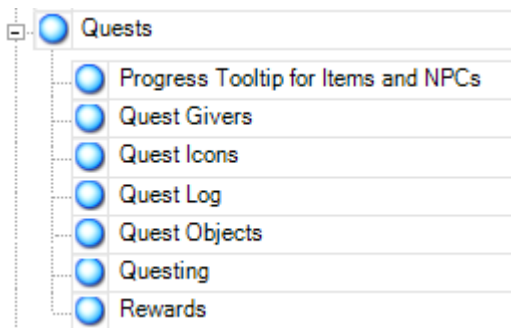 Quests
Progress Tooltip for Items and NPCs
Quest Givers
Quest Icons
Quest Log
Quest Objects
Questing
Rewards